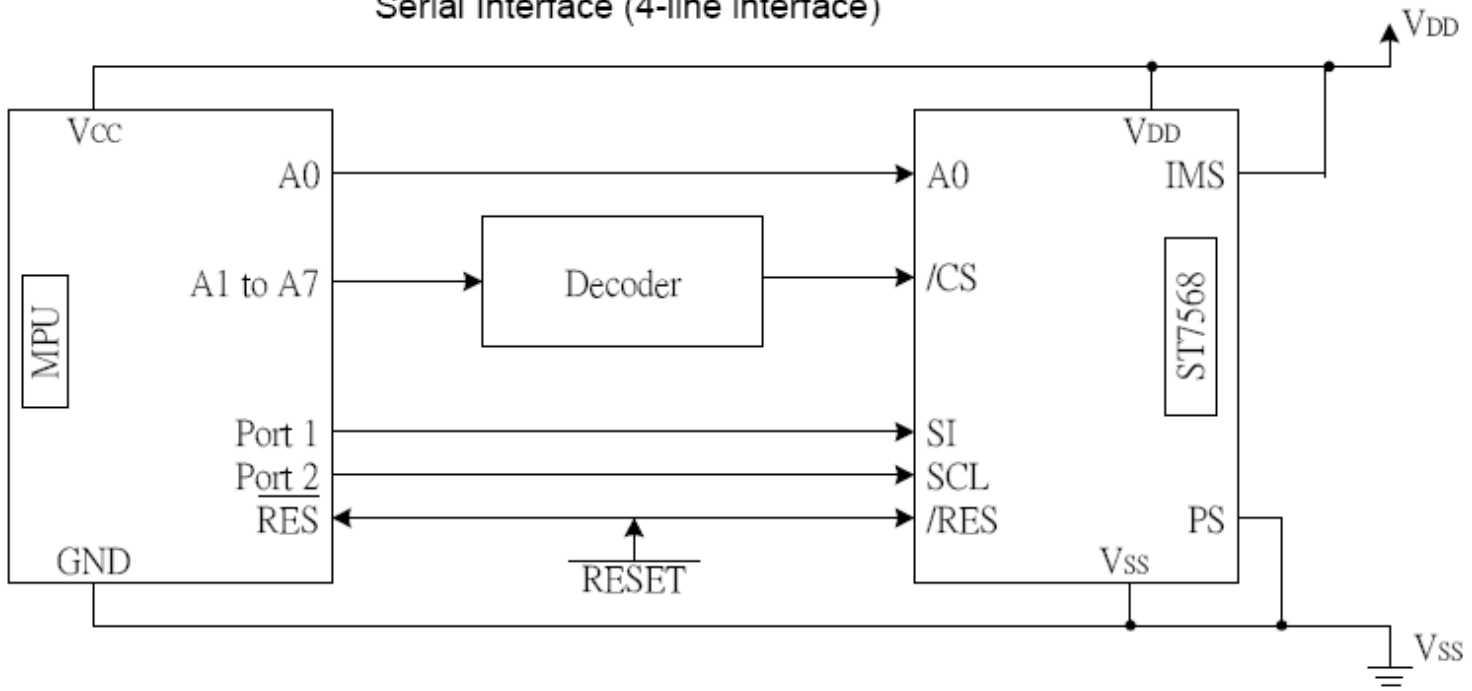 Serial Interface (4-line interface)
VDD
VCC
VDD
A0
A0
IMS
A1 to A7
Decoder
/CS
MPU
ST7568
Port 1
SI
Port 2
SCL
RES
/RES
PS
GND
RESET
VSS
VSS